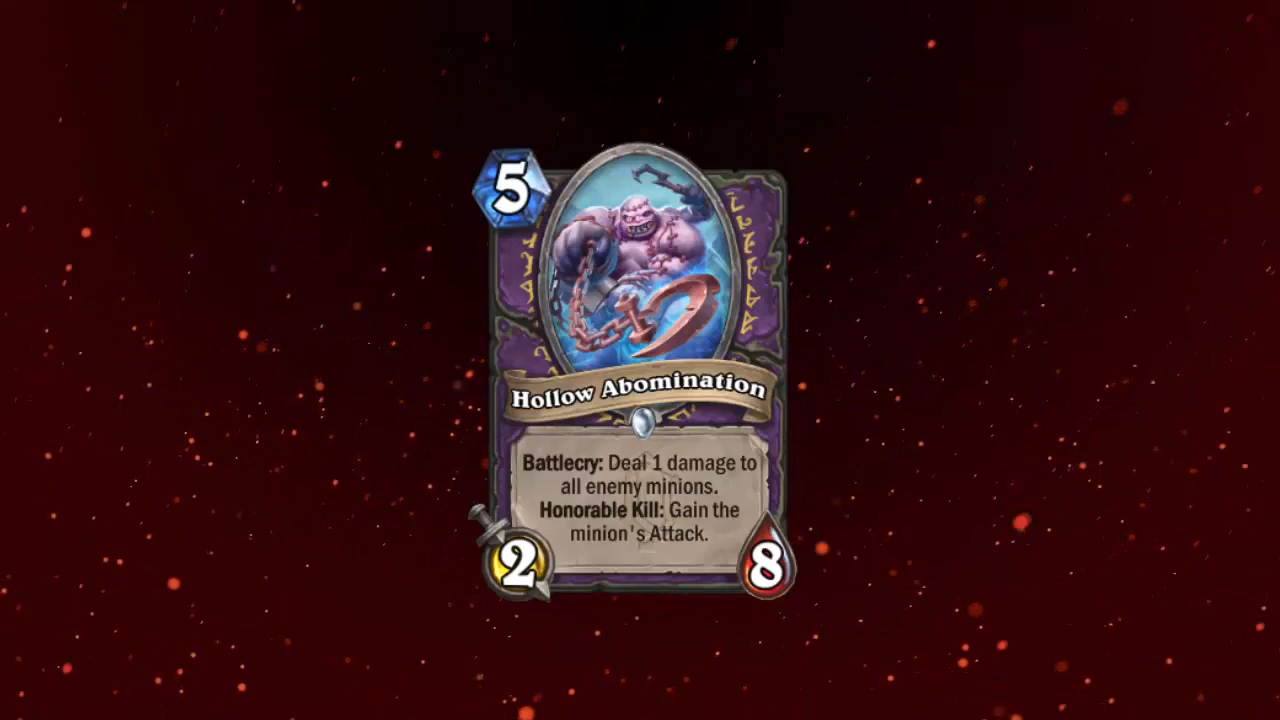 5
Hollow Abomination
Battlecry: Deal 1 damage to
all enemy minions.
Honorable Kill: Gain the
minion's Attack.
2
8